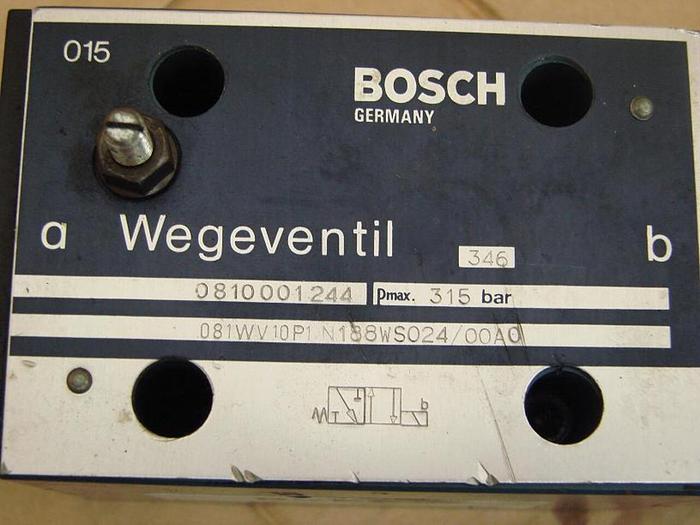 015
BOSCH
GERMANY
a Wegeventil 346 b
0810001244 pmax. 315 bar
081WV10P1N188WS024/00A0
T b